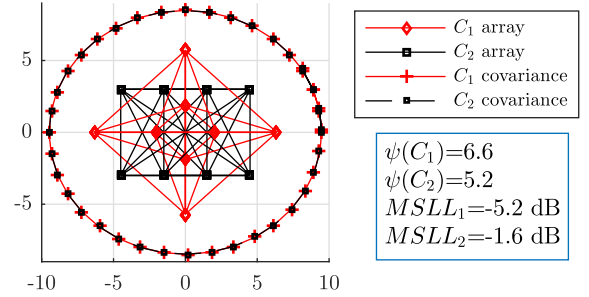 5
0
-5
-10
-5
0
5
10
C₁ array
C₂ array
C₁ covariance
C₂ covariance
ψ(C₁)=6.6
ψ(C₂)=5.2
MSLL₁=-5.2 dB
MSLL₂=-1.6 dB